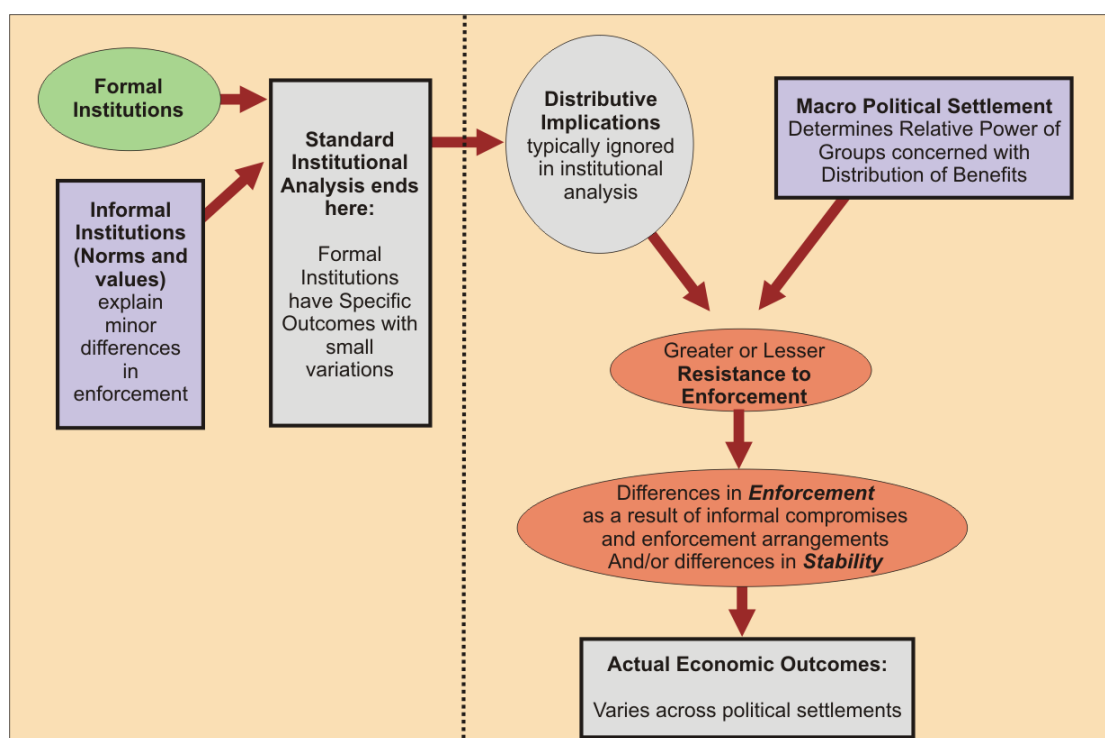 Formal
Institutions
Informal
Institutions
(Norms and
values)
explain
minor
differences
in
enforcement
Standard
Institutional
Analysis ends
here:
Formal
Institutions
have Specific
Outcomes with
small
variations
Distributive
Implications
typically ignored
in institutional
analysis
Macro Political Settlement
Determines Relative Power of
Groups concerned with
Distribution of Benefits
Greater or Lesser
Resistance to
Enforcement
Differences in Enforcement
as a result of informal compromises
and enforcement arrangements
And/or differences in Stability
Actual Economic Outcomes:
Varies across political settlements